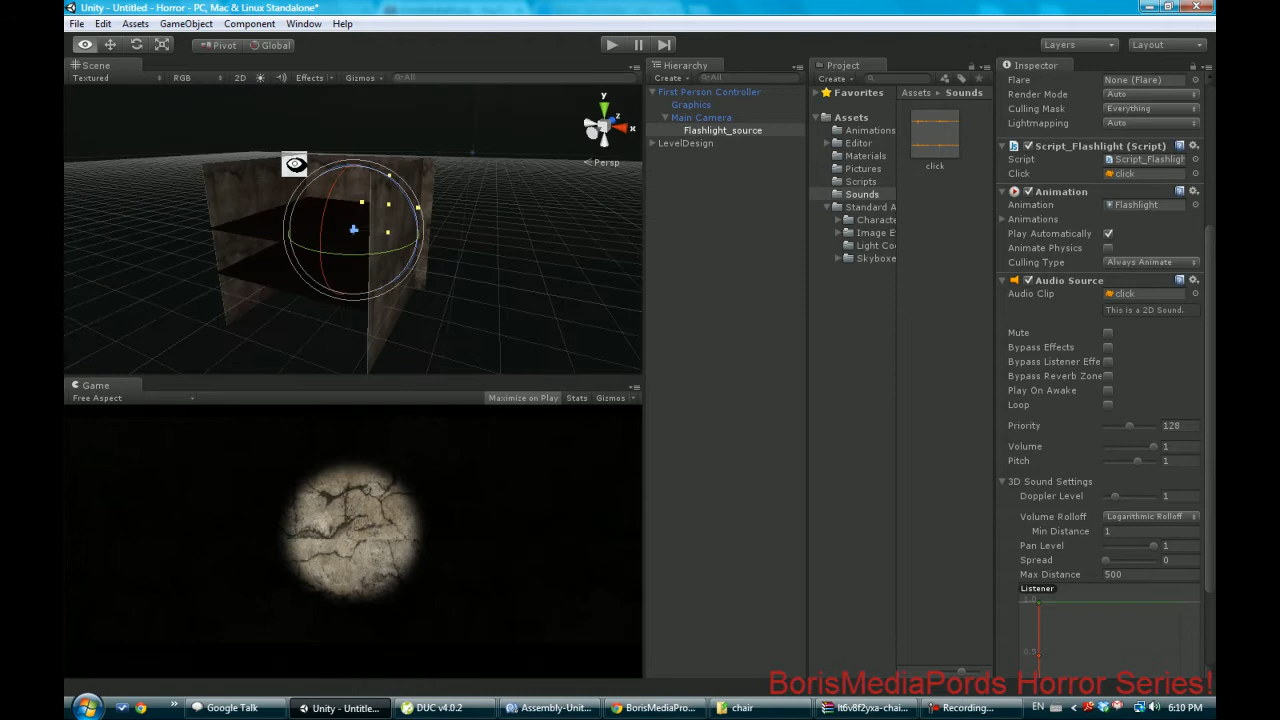 Unity - Untitled - Horror - PC, Mac & Linux Standalone*
File Edit Assets GameObject Component Window Help
Pivot Global Layers Layout
# Scene
Textured RGB 2D Effects Gizmos All
y
x
z
Persp
Game
Free Aspect Maximize on Play Stats Gizmos
Hierarchy
Create All
First Person Controller
Graphics
Main Camera
Flashlight_source
LevelDesign
Project
Create
Favorites
Assets
Animations
Editor
Materials
Pictures
Scripts
Sounds
Standard A
Characte
Image E
Light Co
Skyboxe
Assets Sounds
click
Inspector
Flare None (Flare)
Render Mode Auto
Culling Mask Everything
Lightmapping Auto
Script_Flashlight (Script)
Script Script_Flashligh
Click click
Animation
Animation Flashlight
Animations
Play Automatically
Animate Physics
Culling Type Always Animate
Audio Source
Audio Clip click
This is a 2D Sound.
Mute
Bypass Effects
Bypass Listener Effe
Bypass Reverb Zone
Play On Awake
Loop
Priority 128
Volume 1
Pitch 1
3D Sound Settings
Doppler Level 1
Volume Rolloff Logarithmic Rolloff
Min Distance 1
Pan Level 1
Spread 0
Max Distance 500
Listener
1.0
0.5
BorisMediaPords Horror Series!
Google Talk Unity - Untitle... DUC v4.0.2 Assembly-Unit... BorisMediaPro... chair lt6v8f2yxa-chai... Recording... EN 6:10 PM